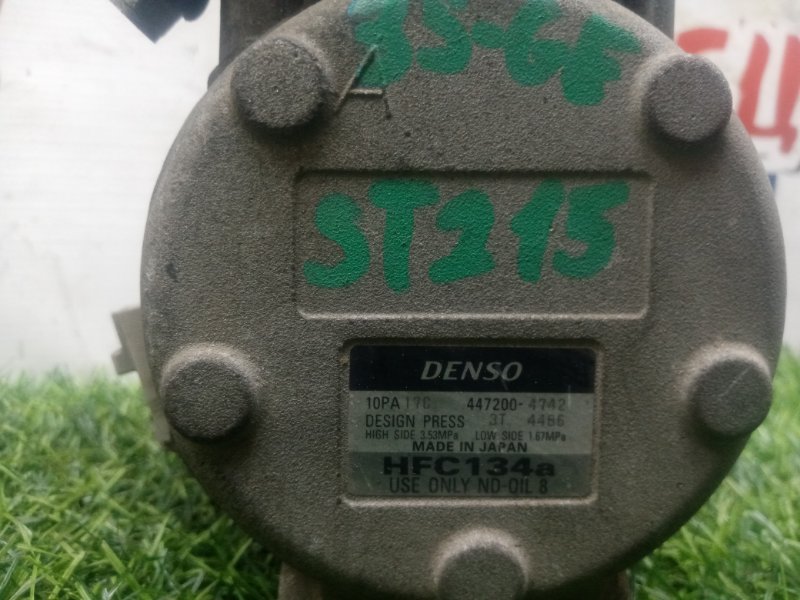 3S-GE
ST215
DENSO
10PA17C 447200-4742
DESIGN PRESS 3T 4486
HIGH SIDE 3.53MPa LOW SIDE 1.67MPa
MADE IN JAPAN
HFC134a
USE ONLY ND-OIL 8